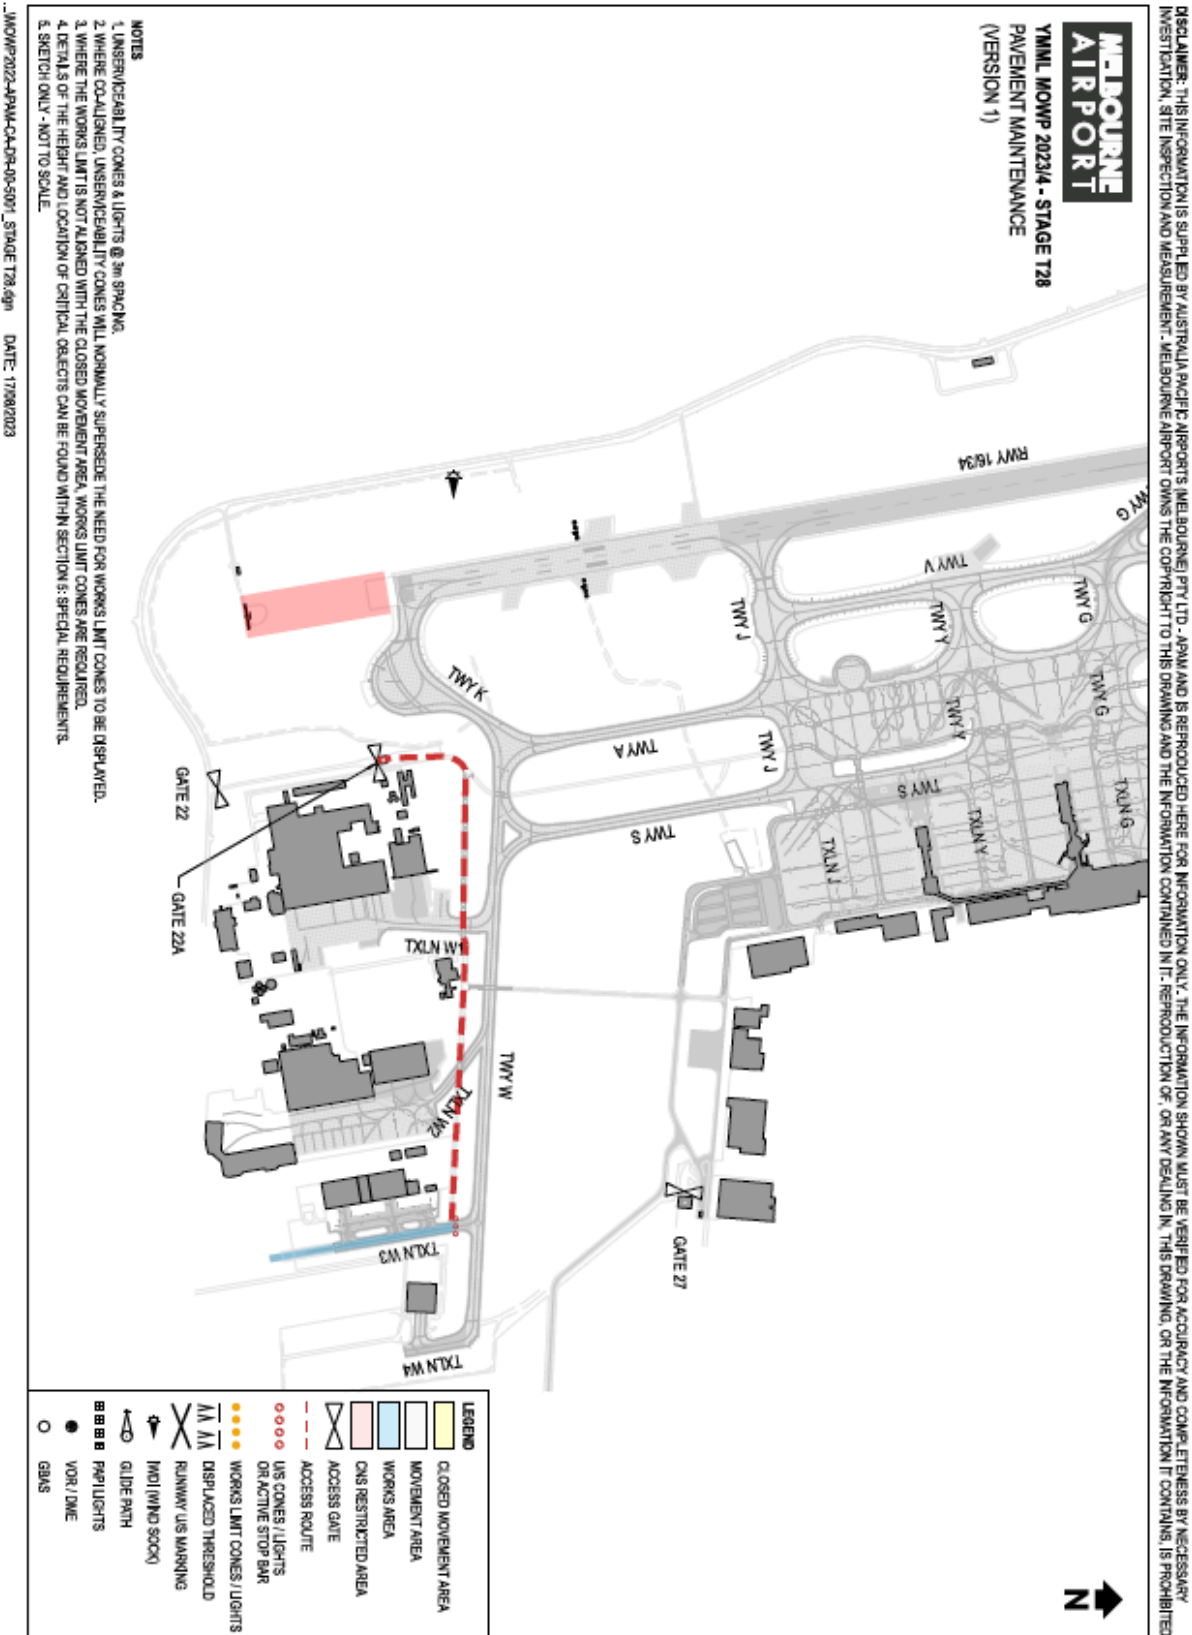 DISCLAIMER: THIS INFORMATION IS SUPPLIED BY AUSTRALIA PACIFIC AIRPORTS (MELBOURNE) PTY LTD - APAM AND IS REPRODUCED HERE FOR INFORMATION ONLY. THE INFORMATION SHOWN MUST BE VERIFIED FOR ACCURACY AND COMPLETENESS BY NECESSARY
INVESTIGATION, SITE INSPECTION AND MEASUREMENT. MELBOURNE AIRPORT OWNS THE COPYRIGHT TO THIS DRAWING AND THE INFORMATION CONTAINED IN IT. REPRODUCTION OF, OR ANY DEALING IN, THIS DRAWING, OR THE INFORMATION IT CONTAINS, IS PROHIBITED
MELBOURNE
AIRPORT
YMML MOWP 2023/4 - STAGE T28
PAVEMENT MAINTENANCE
(VERSION 1)
RWY 16/34
TWY G
TWY V
TWY G
TWY Y
TWY J
TWY G
TWY Y
TWY K
TWY A
TWY J
TWY S
TXLN G
TXLN Y
TWY S
TXLN J
GATE 22
GATE 22A
TXLN W1
TWY W
TXLN W2
TXLN W3
GATE 27
TXLN W4
N
NOTES
1. UNSERVICEABILITY CONES & LIGHTS @ 3m SPACING.
2. WHERE CO-ALIGNED, UNSERVICEABILITY CONES WILL NORMALLY SUPERSEDE THE NEED FOR WORKS LIMIT CONES TO BE DISPLAYED.
3. WHERE THE WORKS LIMIT IS NOT ALIGNED WITH THE CLOSED MOVEMENT AREA, WORKS LIMIT CONES ARE REQUIRED.
4. DETAILS OF THE HEIGHT AND LOCATION OF CRITICAL OBJECTS CAN BE FOUND WITHIN SECTION 5: SPECIAL REQUIREMENTS.
5. SKETCH ONLY - NOT TO SCALE.
LEGEND
CLOSED MOVEMENT AREA
MOVEMENT AREA
WORKS AREA
CNS RESTRICTED AREA
ACCESS GATE
ACCESS ROUTE
U/S CONES / LIGHTS
OR ACTIVE STOP BAR
WORKS LIMIT CONES / LIGHTS
DISPLACED THRESHOLD
RUNWAY U/S MARKING
IWDI (WIND SOCK)
GLIDE PATH
PAPI LIGHTS
VOR / DME
GBAS
...\MOWP2022-APAM-CA-DR-00-5001_STAGE T28.dgn DATE: 17/08/2023